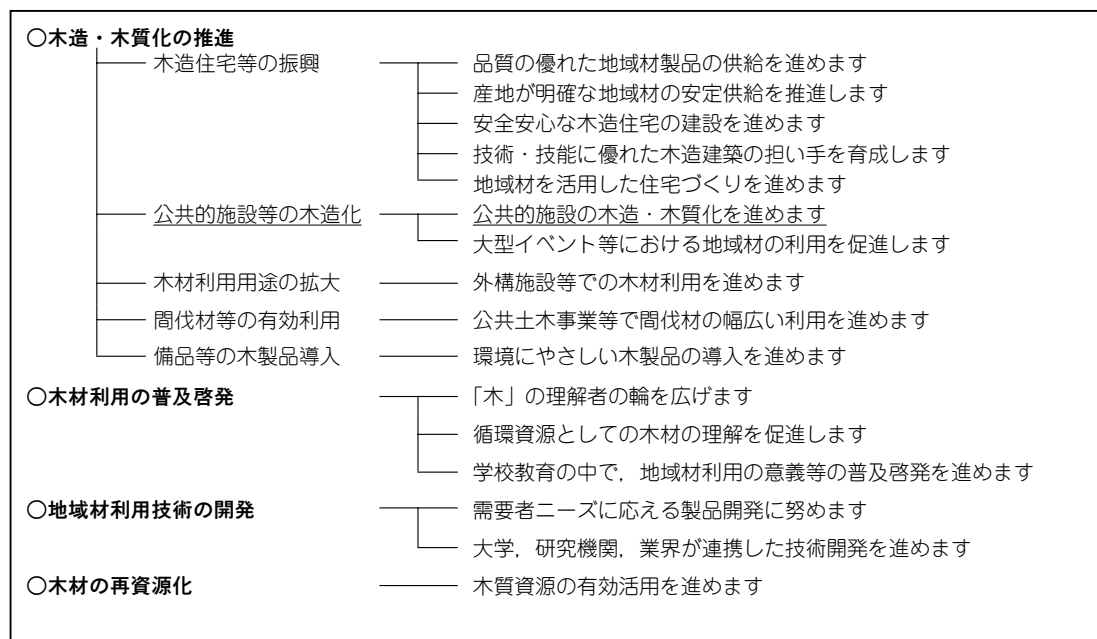 ○木造・木質化の推進
木造住宅等の振興 品質の優れた地域材製品の供給を進めます
産地が明確な地域材の安定供給を推進します
安全安心な木造住宅の建設を進めます
技術・技能に優れた木造建築の担い手を育成します
地域材を活用した住宅づくりを進めます
公共的施設等の木造化 公共的施設の木造・木質化を進めます
大型イベント等における地域材の利用を促進します
木材利用用途の拡大 外構施設等での木材利用を進めます
間伐材等の有効利用 公共土木事業等で間伐材の幅広い利用を進めます
備品等の木製品導入 環境にやさしい木製品の導入を進めます
○木材利用の普及啓発 「木」の理解者の輪を広げます
循環資源としての木材の理解を促進します
学校教育の中で，地域材利用の意義等の普及啓発を進めます
○地域材利用技術の開発 需要者ニーズに応える製品開発に努めます
大学，研究機関，業界が連携した技術開発を進めます
○木材の再資源化 木質資源の有効活用を進めます